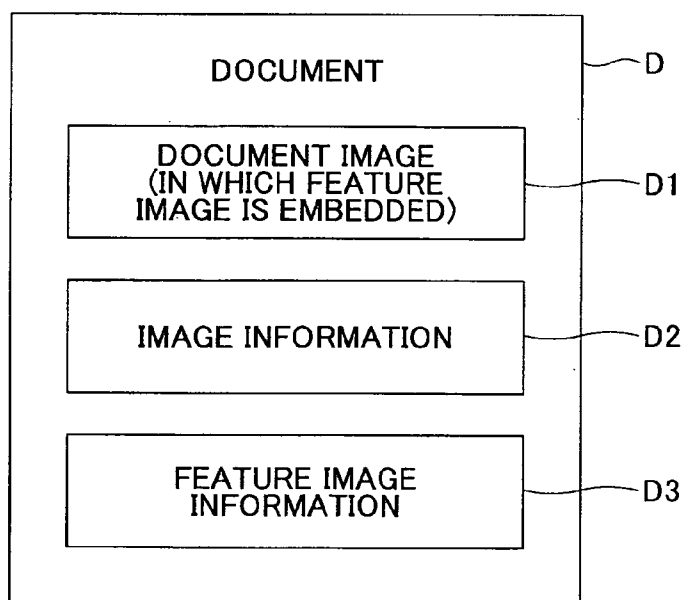 DOCUMENT
D
DOCUMENT IMAGE
(IN WHICH FEATURE
IMAGE IS EMBEDDED)
D1
IMAGE INFORMATION
D2
FEATURE IMAGE
INFORMATION
D3